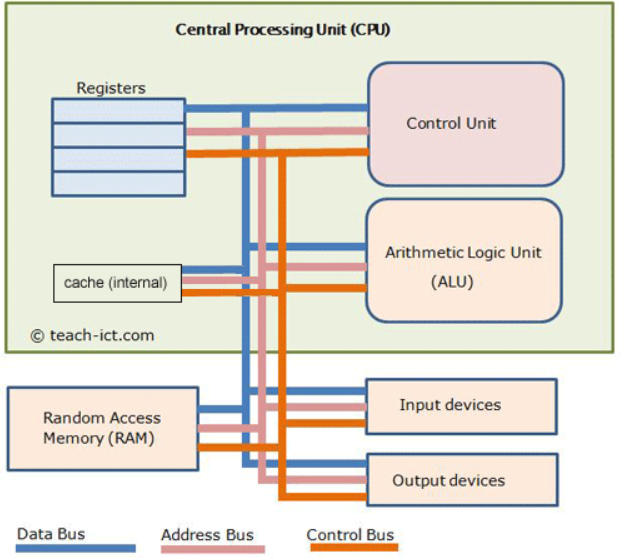 Central Processing Unit (CPU)
Registers
Control Unit
Arithmetic Logic Unit
(ALU)
cache (internal)
© teach-ict.com
Random Access
Memory (RAM)
Input devices
Output devices
Data Bus
Address Bus
Control Bus